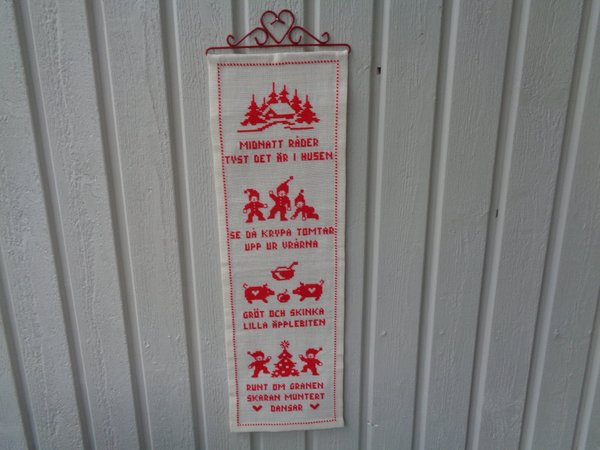 MIDNATT RÅDER
TYST DET ÄR I HUSEN
SE DÅ KRYPA TOMTAR
UPP UR VRÅRNA
GRÖT OCH SKINKA
LILLA ÄPPLEBITEN
RUNT OM GRANEN
SKARAN MUNTERT
DANSAR